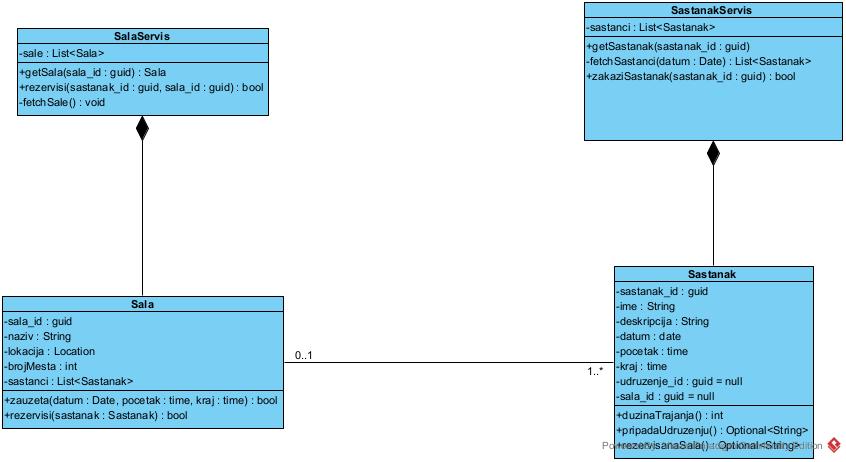 SalaServis
-sale : List<Sala>
+getSala(sala_id : guid) : Sala
+rezervisi(sastanak_id : guid, sala_id : guid) : bool
-fetchSale() : void
SastanakServis
-sastanci : List<Sastanak>
+getSastanak(sastanak_id : guid)
-fetchSastanci(datum : Date) : List<Sastanak>
+zakaziSastanak(sastanak_id : guid) : bool
Sala
-sala_id : guid
-naziv : String
-lokacija : Location
-brojMesta : int
-sastanci : List<Sastanak>
+zauzeta(datum : Date, pocetak : time, kraj : time) : bool
+rezervisi(sastanak : Sastanak) : bool
0..1
1..*
Sastanak
-sastanak_id : guid
-ime : String
-deskripcija : String
-datum : date
-pocetak : time
-kraj : time
-udruzenje_id : guid = null
-sala_id : guid = null
+duzinaTrajanja() : int
+pripadaUdruzenju() : Optional<String>
+rezervisanaSala() : Optional<String>